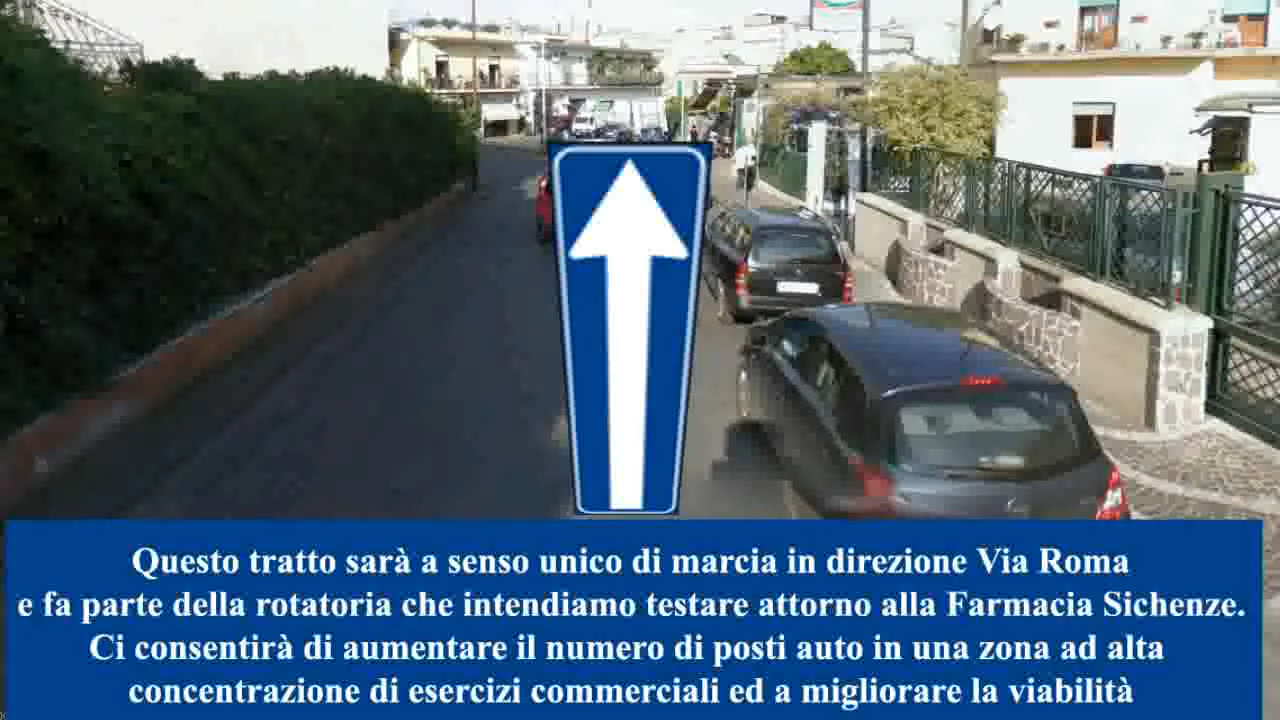 Questo tratto sarà a senso unico di marcia in direzione Via Roma
e fa parte della rotatoria che intendiamo testare attorno alla Farmacia Sichenze.
Ci consentirà di aumentare il numero di posti auto in una zona ad alta
concentrazione di esercizi commerciali ed a migliorare la viabilità